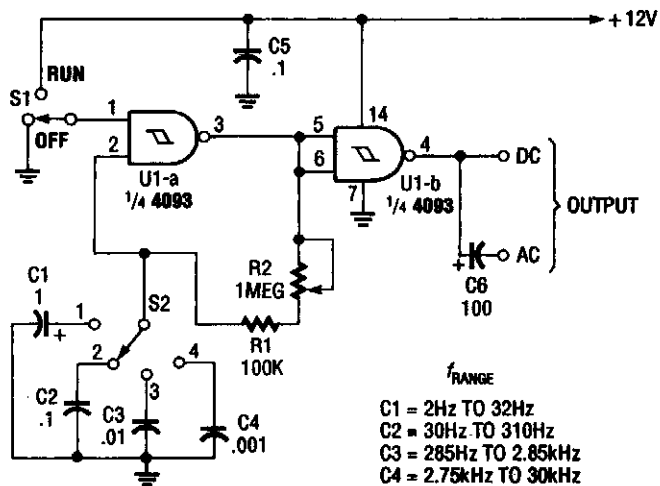 + 12V
C5
.1
RUN
S1
OFF
1
2
3
U1-a
1/4 4093
5
6
14
4
7
U1-b
1/4 4093
DC
AC
OUTPUT
+
C6
100
C1
1
+
1
S2
2
3
4
R2
1MEG
R1
100K
C2
.1
C3
.01
C4
.001
fRANGE
C1 = 2Hz TO 32Hz
C2 = 30Hz TO 310Hz
C3 = 285Hz TO 2.85kHz
C4 = 2.75kHz TO 30kHz